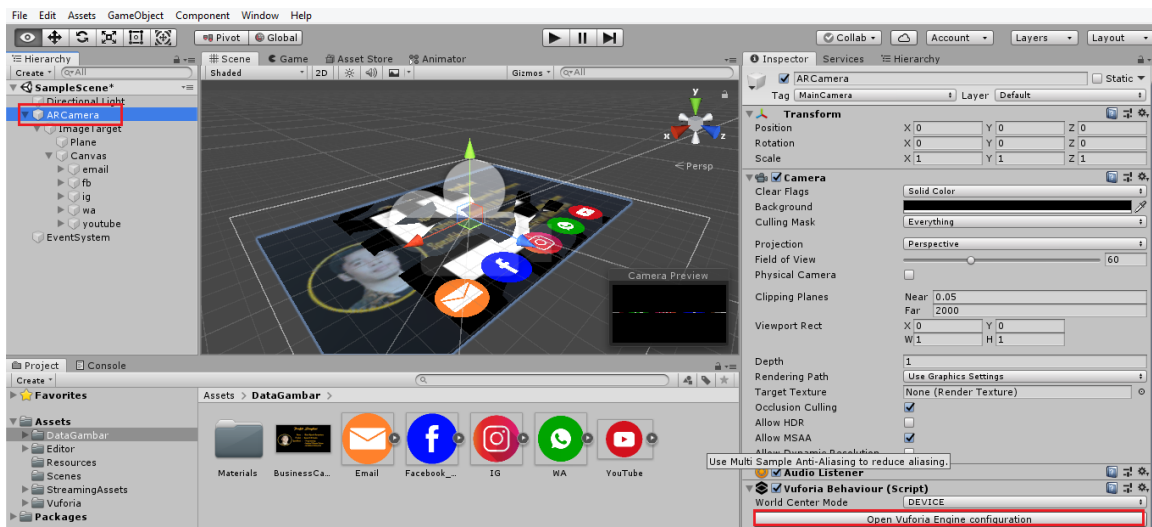 File Edit Assets GameObject Component Window Help
Pivot Global Collab Account Layers Layout
Hierarchy
Create All
SampleScene*
Directional Light
ARCamera
ImageTarget
Plane
Canvas
email
fb
ig
wa
youtube
EventSystem
Scene Game Asset Store Animator
Shaded 2D Gizmos All
y
x z
Persp
Camera Preview
Project Console
Create
Favorites
Assets
DataGambar
Editor
Resources
Scenes
StreamingAssets
Vuforia
Packages
Assets > DataGambar >
Materials BusinessCa... Email Facebook_... IG WA YouTube
Inspector Services Hierarchy
ARCamera Static
Tag MainCamera Layer Default
Transform
Position X 0 Y 0 Z 0
Rotation X 0 Y 0 Z 0
Scale X 1 Y 1 Z 1
Camera
Clear Flags Solid Color
Background
Culling Mask Everything
Projection Perspective
Field of View 60
Physical Camera
Clipping Planes Near 0.05
Far 2000
Viewport Rect X 0 Y 0
W 1 H 1
Depth 1
Rendering Path Use Graphics Settings
Target Texture None (Render Texture)
Occlusion Culling
Allow HDR
Allow MSAA
Allow Dynamic Resolution
Use Multi Sample Anti-Aliasing to reduce aliasing.
Audio Listener
Vuforia Behaviour (Script)
World Center Mode DEVICE
Open Vuforia Engine configuration